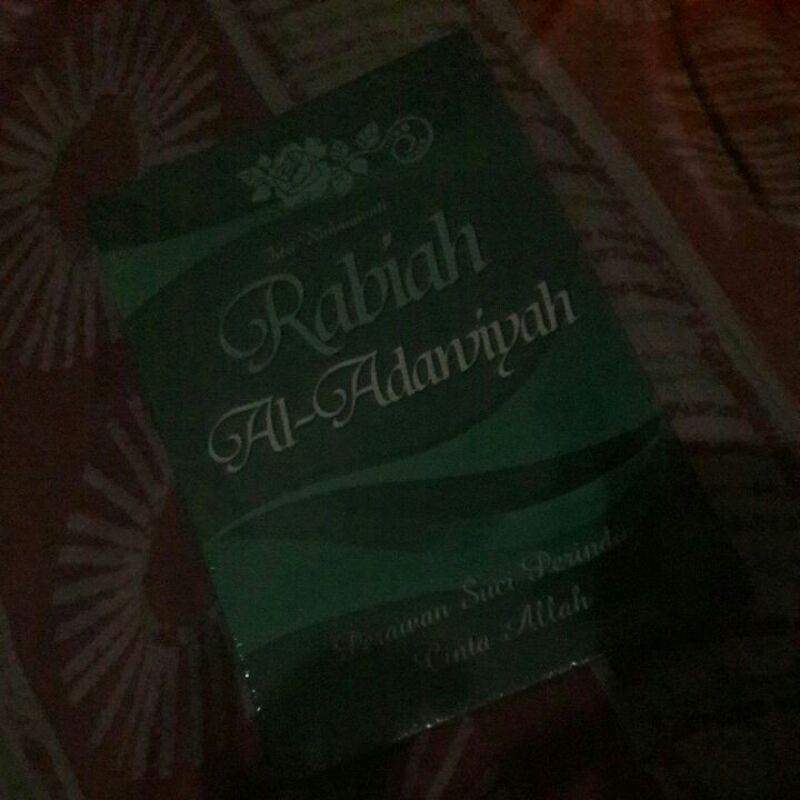 Rabiah
Al-Adawiyah
Perawan Suci Perindu
Cinta Allah